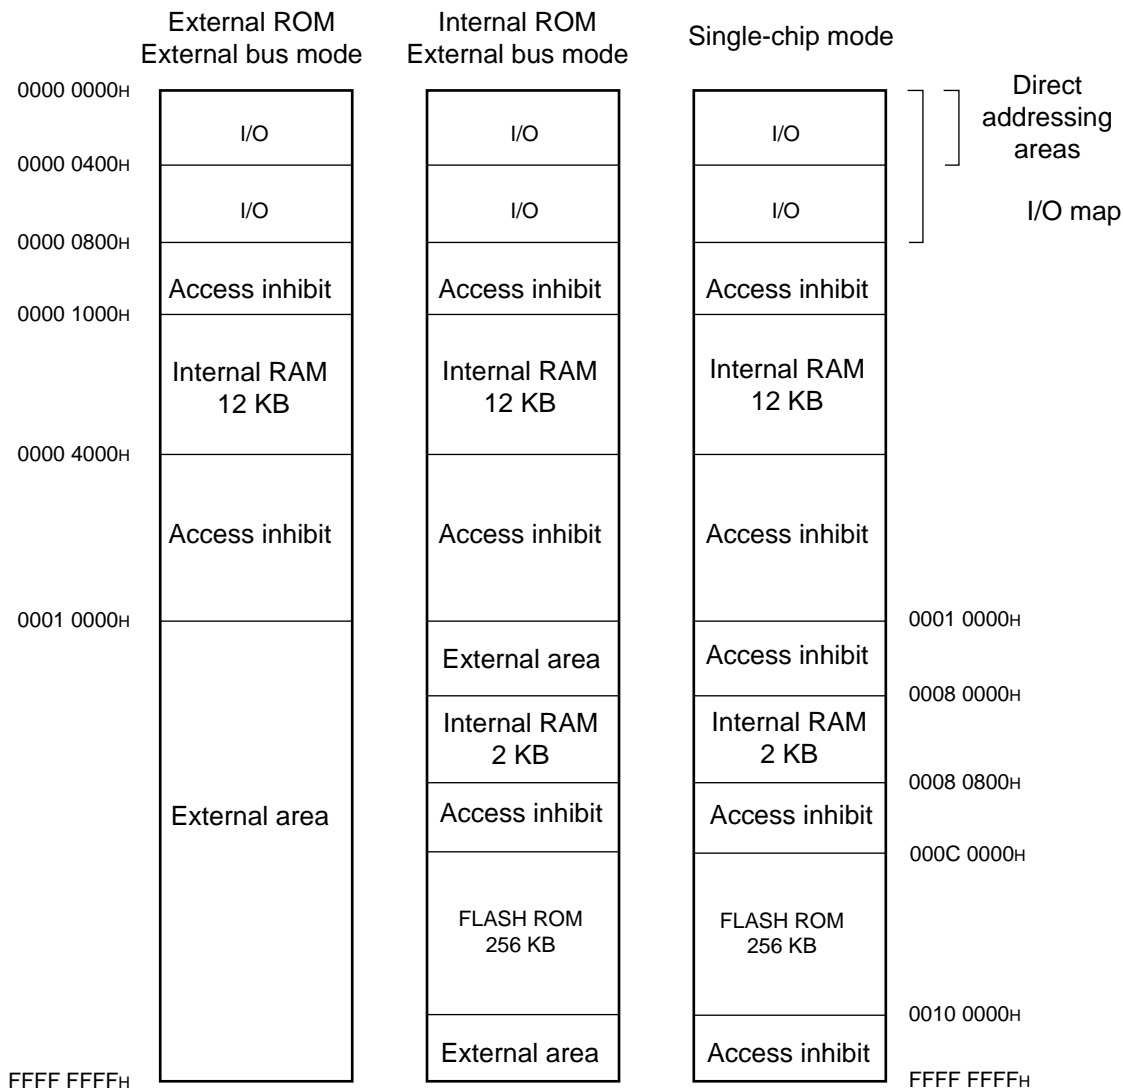 External ROM
External bus mode
Internal ROM
External bus mode
Single-chip mode
Direct
addressing
areas
I/O map
0000 0000H
0000 0400H
0000 0800H
0000 1000H
0000 4000H
0001 0000H
FFFF FFFFH
I/O
I/O
Access inhibit
Internal RAM
12 KB
Access inhibit
External area
I/O
I/O
Access inhibit
Internal RAM
12 KB
Access inhibit
External area
Internal RAM
2 KB
Access inhibit
FLASH ROM
256 KB
External area
I/O
I/O
Access inhibit
Internal RAM
12 KB
Access inhibit
Access inhibit
Internal RAM
2 KB
Access inhibit
FLASH ROM
256 KB
Access inhibit
0001 0000H
0008 0000H
0008 0800H
000C 0000H
0010 0000H
FFFF FFFFH